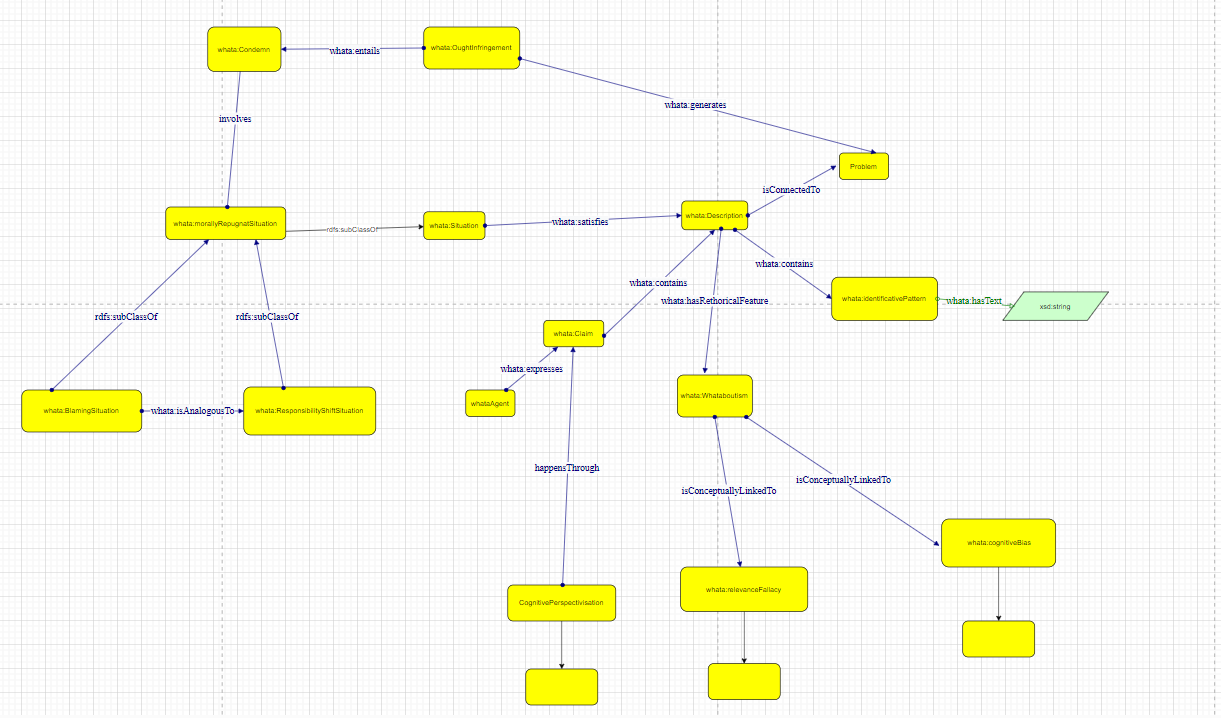 whata:Condemn
whata:entails
whata:OughtInfringement
whata:generates
involves
Problem
isConnectedTo
whata:morallyRepugnatSituation
rdfs:subClassOf
whata:Situation
whata:satisfies
whata:Description
whata:contains
whata:contains
whata:hasRethoricalFeature
whata:identificativePattern
whata:hasText
xsd:string
rdfs:subClassOf
rdfs:subClassOf
whata:Claim
whata:expresses
whataAgent
whata:Whataboutism
whata:BlamingSituation
whata:isAnalogousTo
whata:ResponsibilityShiftSituation
happensThrough
isConceptuallyLinkedTo
isConceptuallyLinkedTo
whata:cognitiveBias
CognitivePerspectivisation
whata:relevanceFallacy